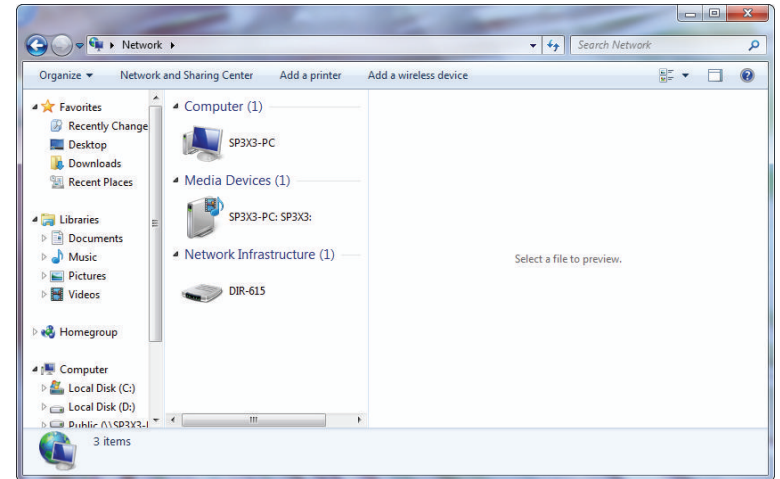 Network
Search Network
Organize Network and Sharing Center Add a printer Add a wireless device
Favorites
Recently Change
Desktop
Downloads
Recent Places
Libraries
Documents
Music
Pictures
Videos
Homegroup
Computer
Local Disk (C:)
Local Disk (D:)
Public (\\SP3X3-
Computer (1)
SP3X3-PC
Media Devices (1)
SP3X3-PC: SP3X3:
Network Infrastructure (1)
DIR-615
Select a file to preview.
3 items